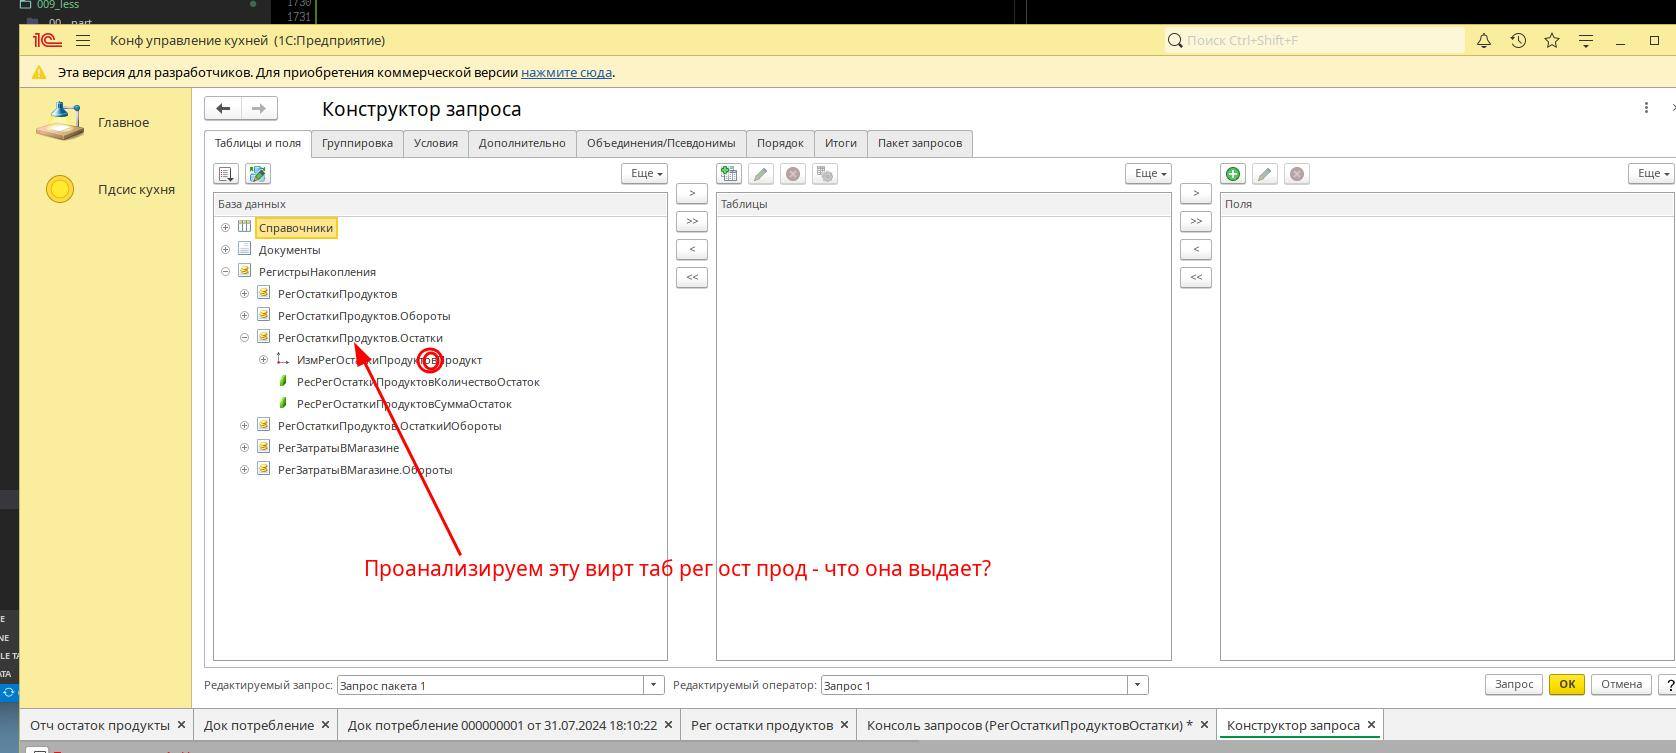 009_less
1730
1731
00__part
1С Конф управление кухней (1С:Предприятие)
Поиск Ctrl+Shift+F
Эта версия для разработчиков. Для приобретения коммерческой версии нажмите сюда.
Главное
Пдсис кухня
Конструктор запроса
Таблицы и поля Группировка Условия Дополнительно Объединения/Псевдонимы Порядок Итоги Пакет запросов
Еще Еще Еще
> >
База данных Таблицы Поля
>> >>
Справочники
< <
Документы
РегистрыНакопления
<< <<
РегОстаткиПродуктов
РегОстаткиПродуктов.Обороты
РегОстаткиПродуктов.Остатки
ИзмРегОстаткиПродуктовПродукт
РесРегОстаткиПродуктовКоличествоОстаток
РесРегОстаткиПродуктовСуммаОстаток
РегОстаткиПродуктов.ОстаткиИОбороты
РегЗатратыВМагазине
РегЗатратыВМагазине.Обороты
Проанализируем эту вирт таб рег ост прод - что она выдает?
Редактируемый запрос: Запрос пакета 1 Редактируемый оператор: Запрос 1 Запрос ОК Отмена ?
Отч остаток продукты Док потребление Док потребление 000000001 от 31.07.2024 18:10:22 Рег остатки продуктов Консоль запросов (РегОстаткиПродуктовОстатки) * Конструктор запроса